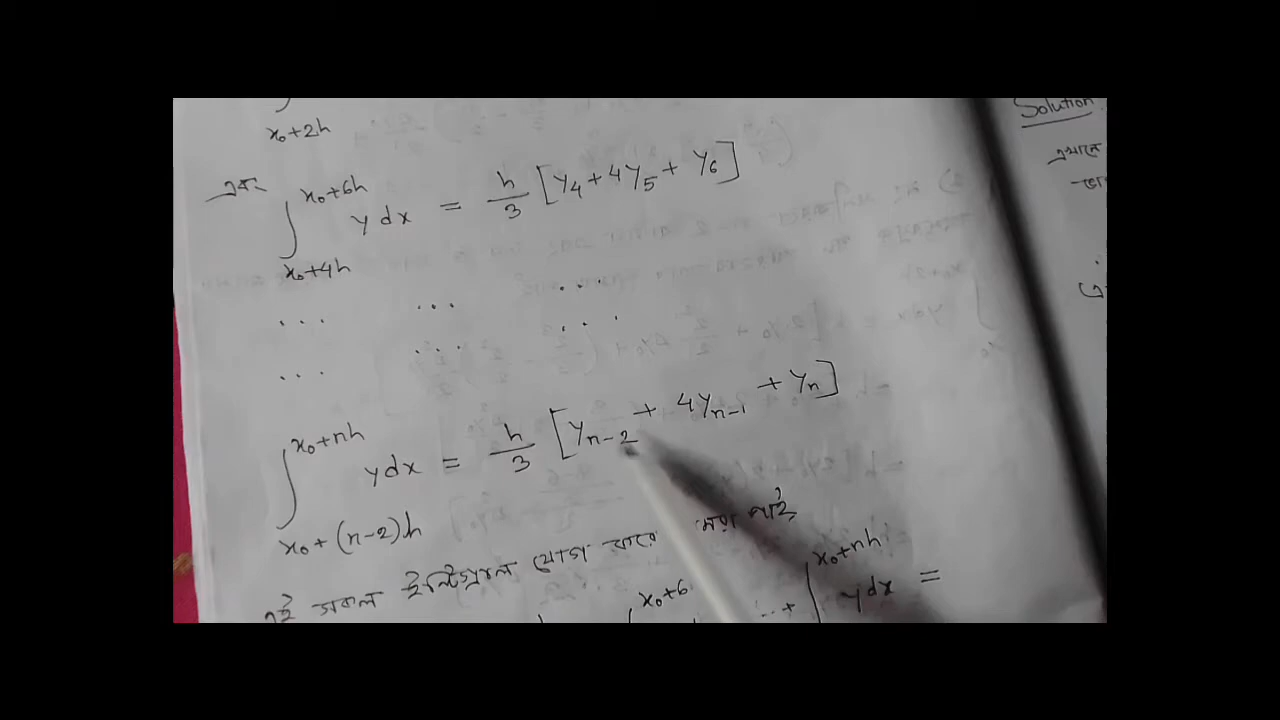 x₀+2h
এবং ∫_{x₀+4h}^{x₀+6h} y dx = h/3 [y₄ + 4y₅ + y₆]
... ... ...
... ... ...
∫_{x₀+(n-2)h}^{x₀+nh} y dx = h/3 [y_{n-2} + 4y_{n-1} + y_n]
এই সকল ইন্টিগ্রাল যোগ করে পাই
x₀+6 ...+ ∫^{x₀+nh} y dx =
Solution
এখানে